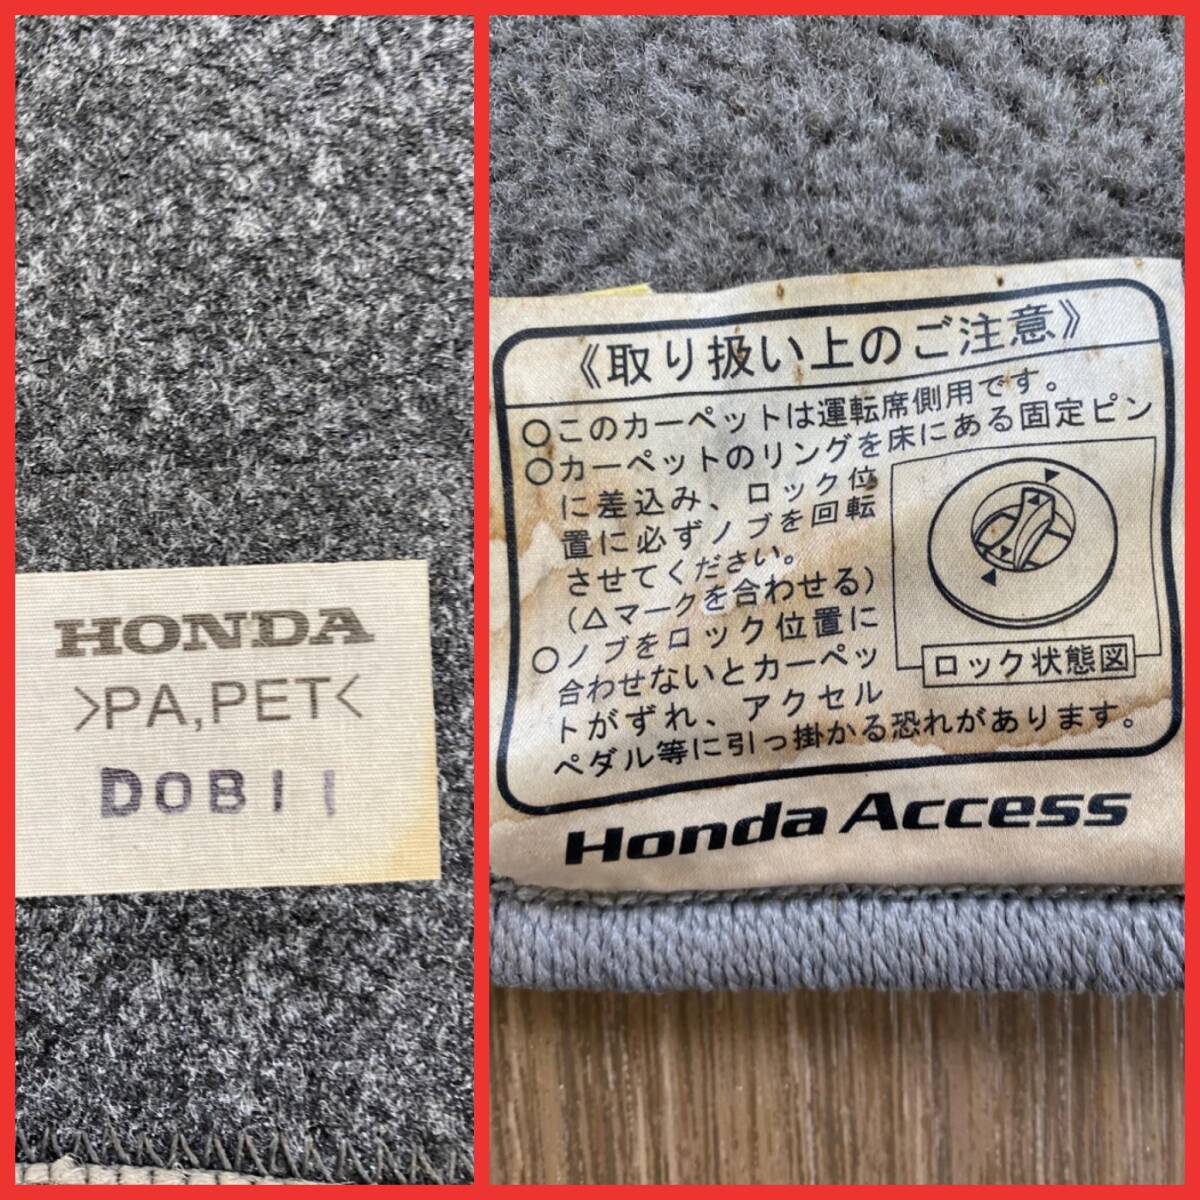 HONDA
>PA,PET<
D0B11
《取り扱い上のご注意》
○このカーペットは運転席側用です。
○カーペットのリングを床にある固定ピン
に差込み、ロック位
置に必ずノブを回転
させてください。
(△マークを合わせる)
○ノブをロック位置に
合わせないとカーペッ
トがずれ、アクセル
ペダル等に引っ掛かる恐れがあります。
ロック状態図
Honda Access